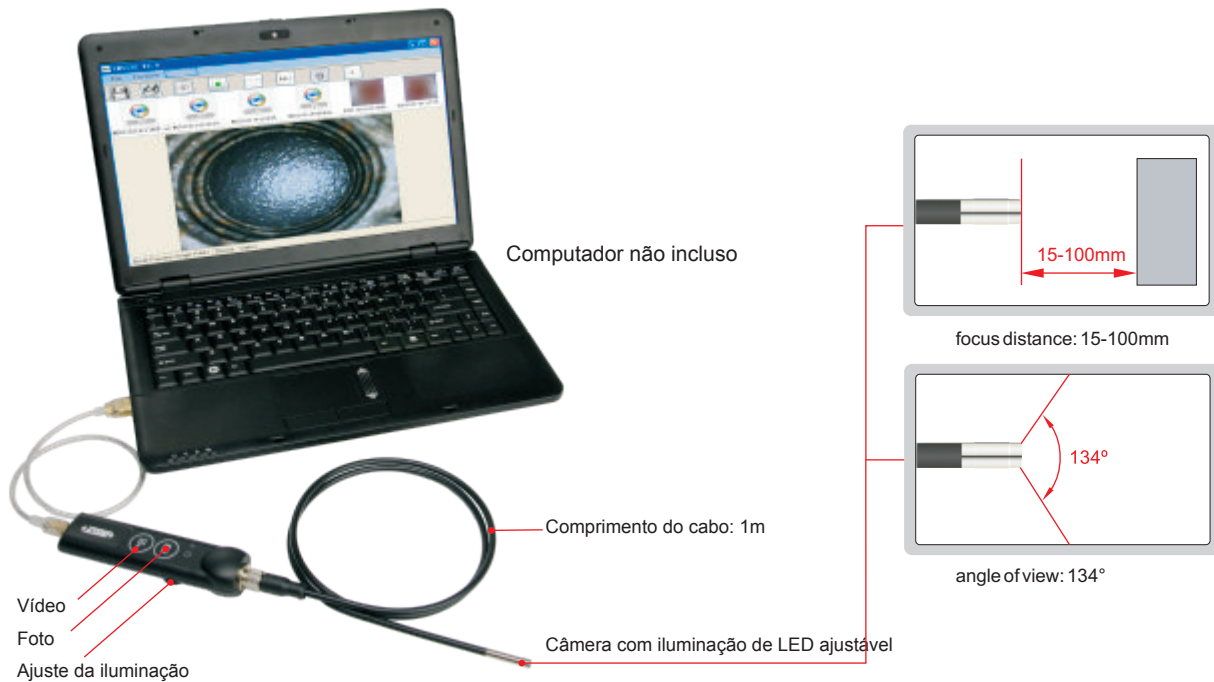 Computador não incluso
15-100mm
focus distance: 15-100mm
134º
angle of view: 134°
Comprimento do cabo: 1m
Vídeo
Foto
Ajuste da iluminação
Câmera com iluminação de LED ajustável